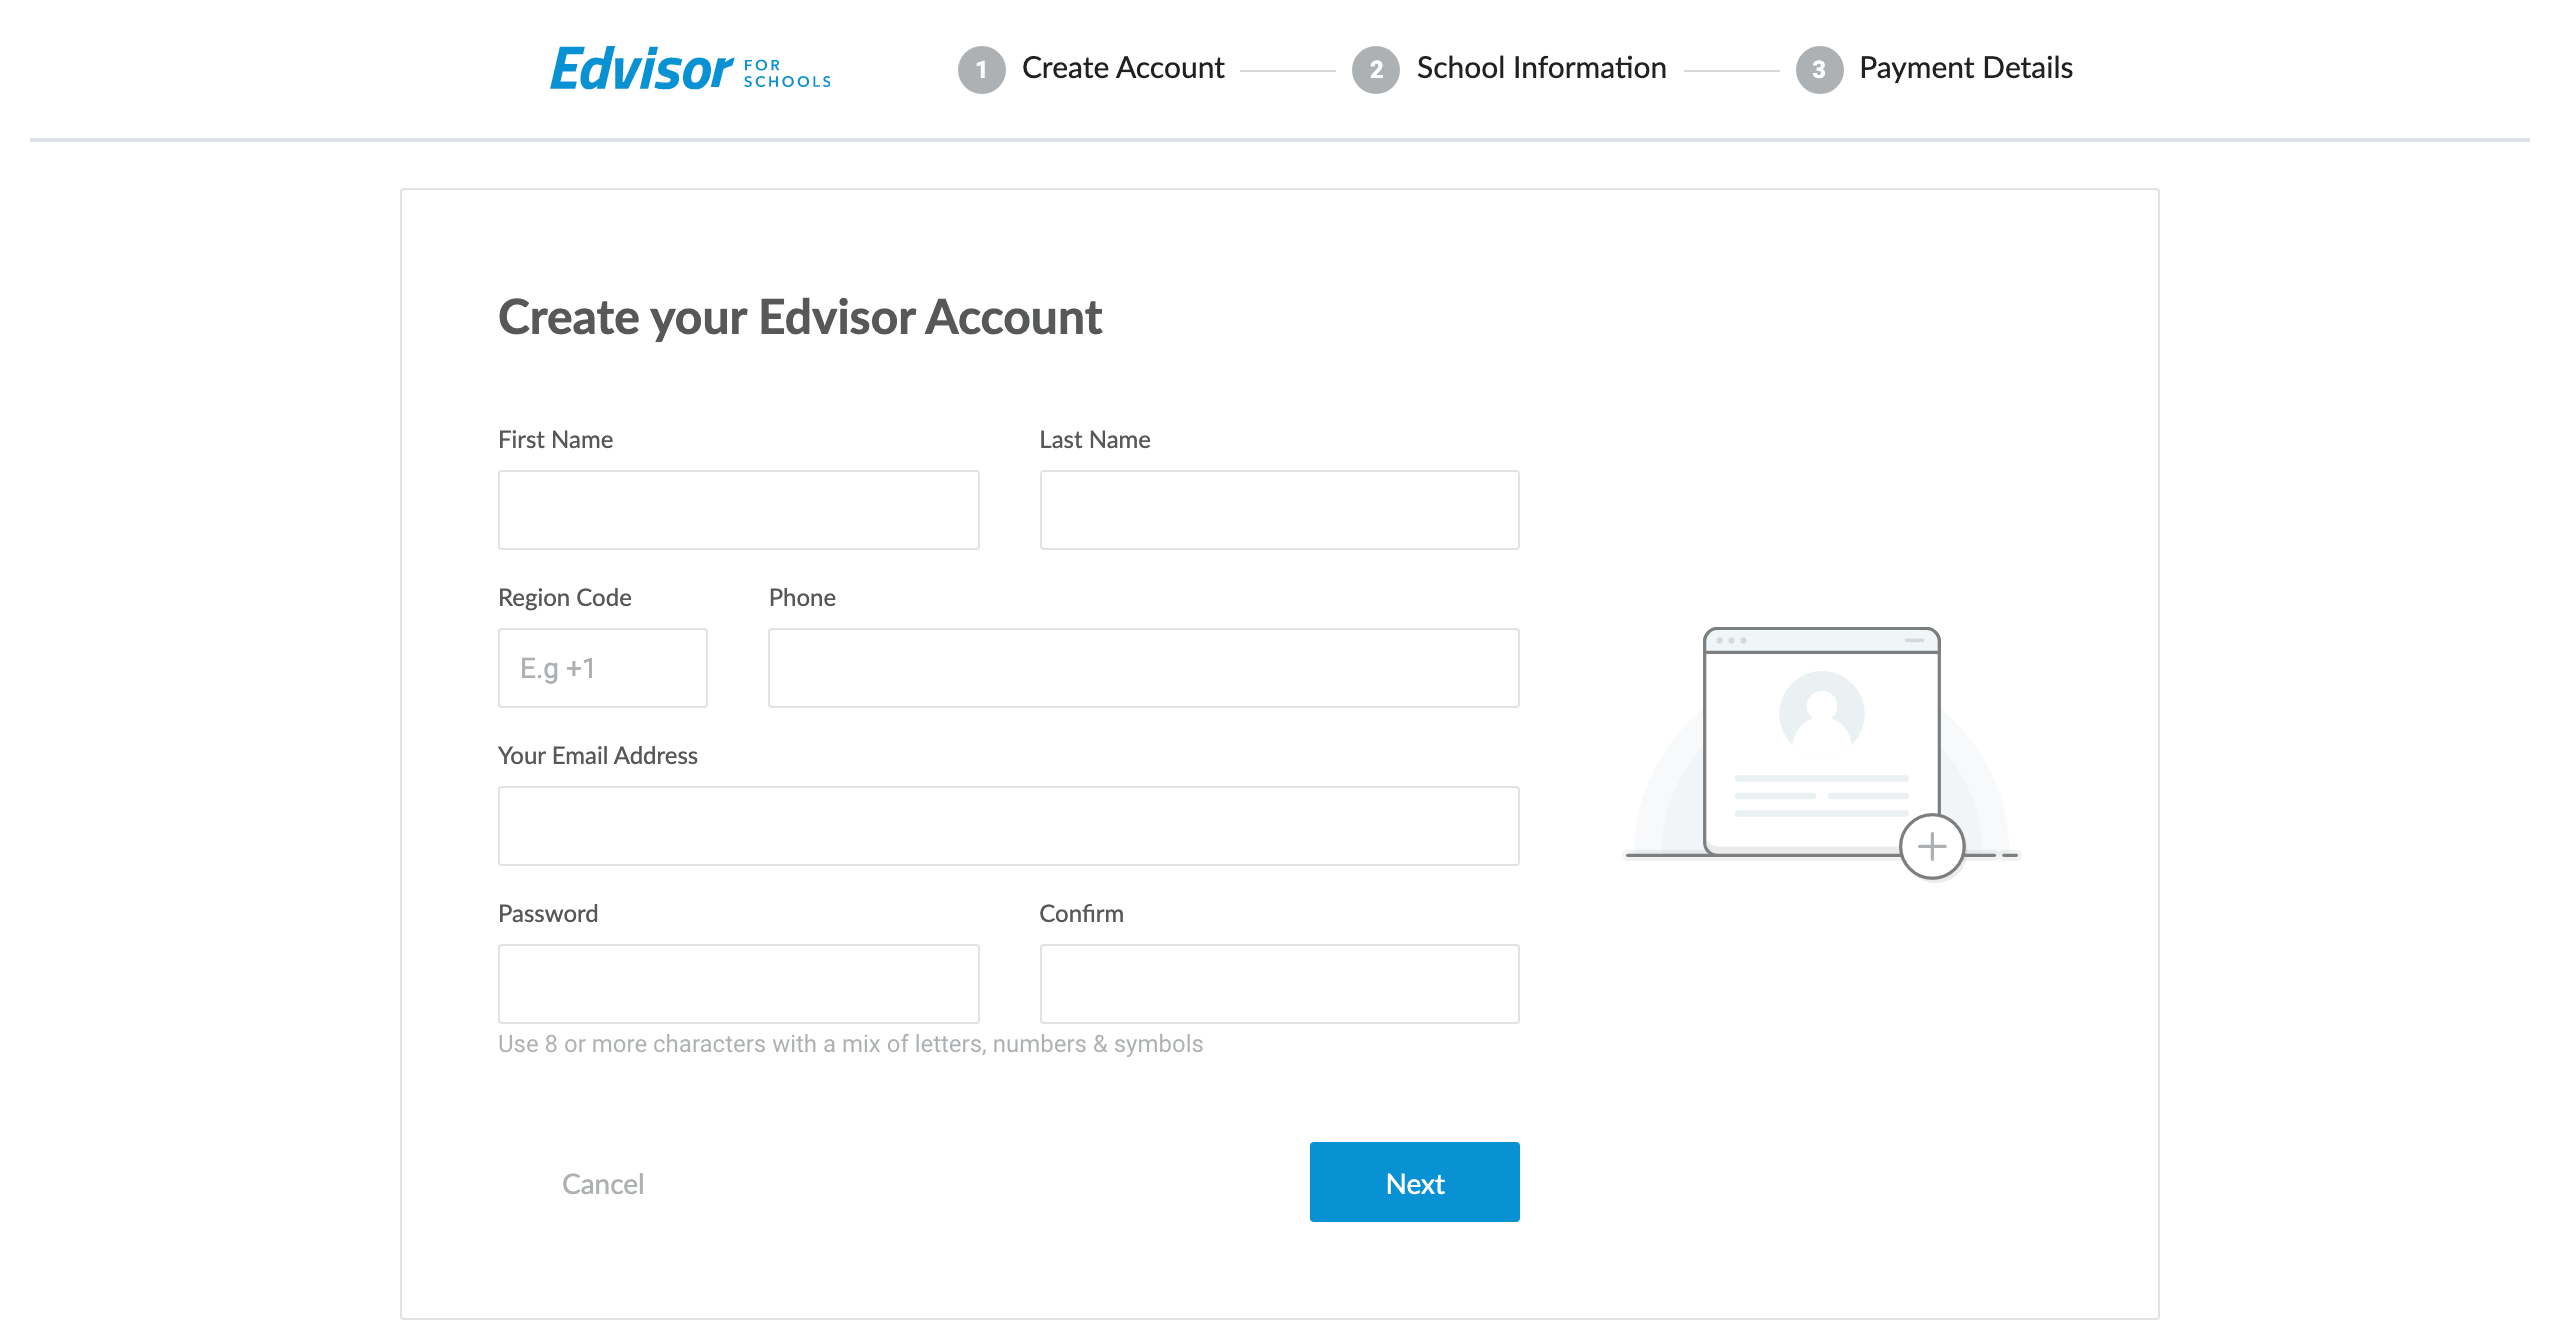 Edvisor FOR SCHOOLS
1 Create Account 2 School Information 3 Payment Details
Create your Edvisor Account
First Name Last Name
Region Code Phone
E.g +1
Your Email Address
Password Confirm
Use 8 or more characters with a mix of letters, numbers & symbols
Cancel Next